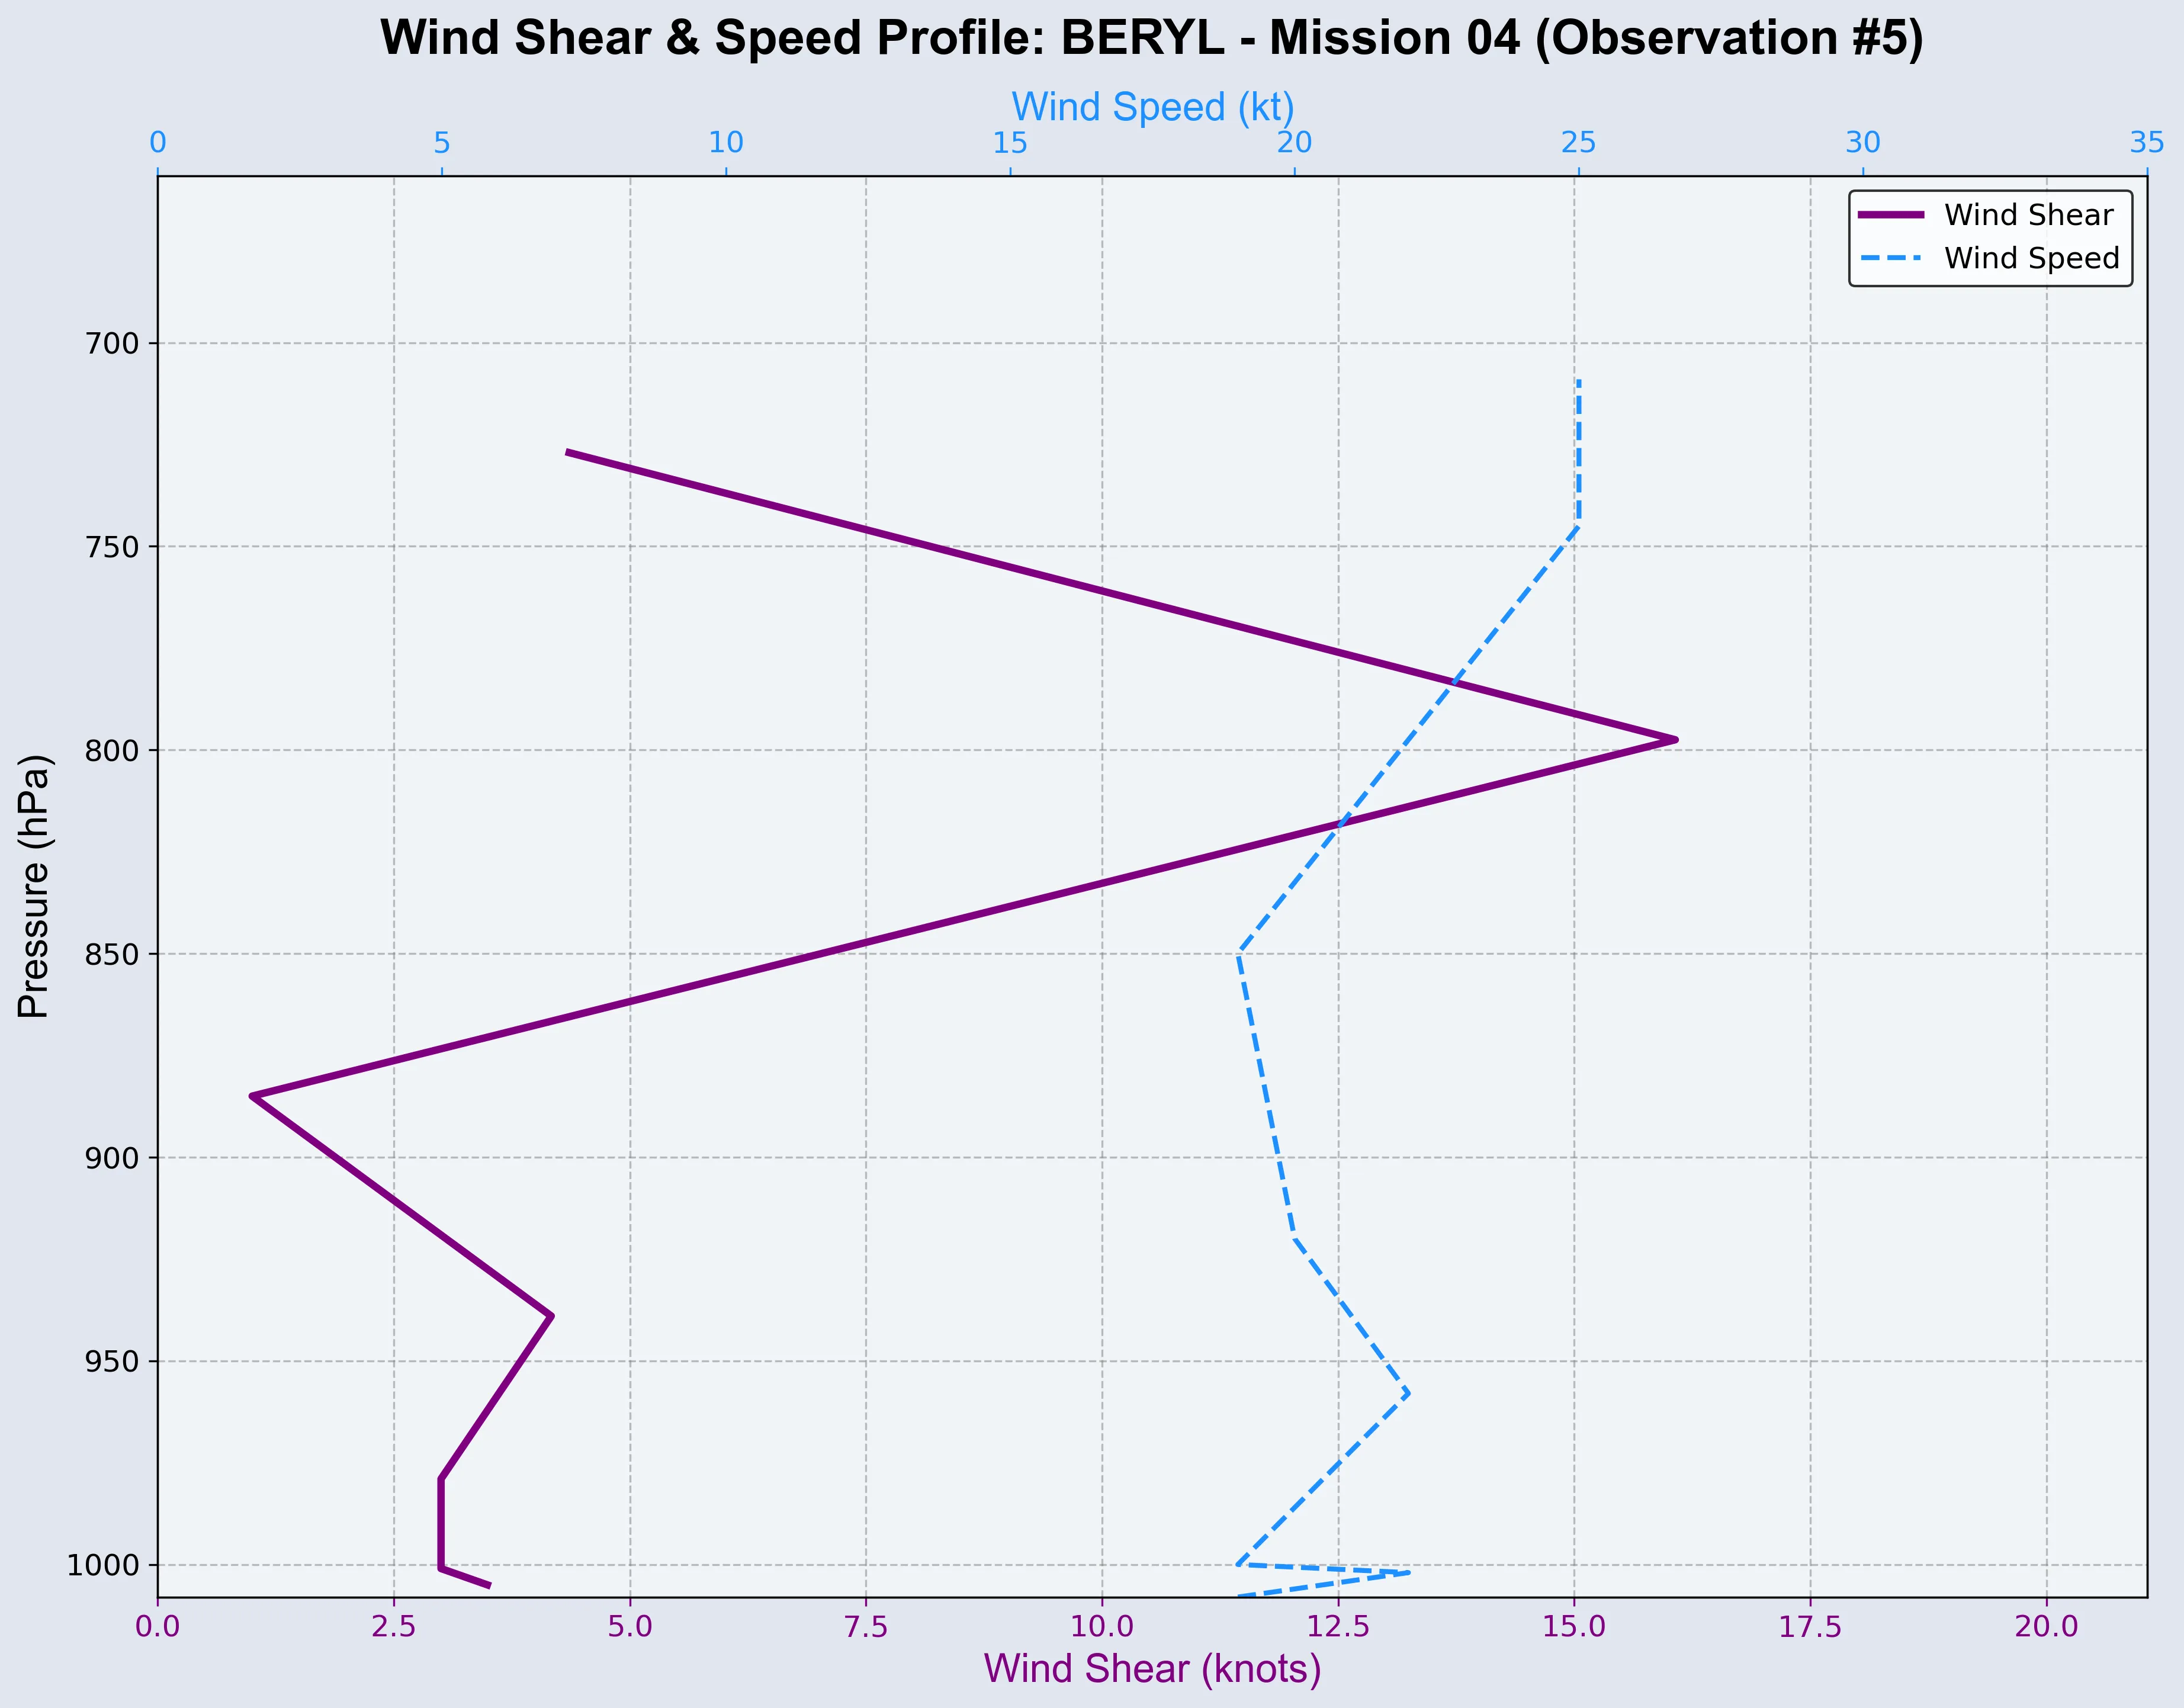 Wind Shear & Speed Profile: BERYL - Mission 04 (Observation #5)
Wind Speed (kt)
0 5 10 15 20 25 30 35
Wind Shear
Wind Speed
Pressure (hPa)
700
750
800
850
900
950
1000
0.0 2.5 5.0 7.5 10.0 12.5 15.0 17.5 20.0
Wind Shear (knots)